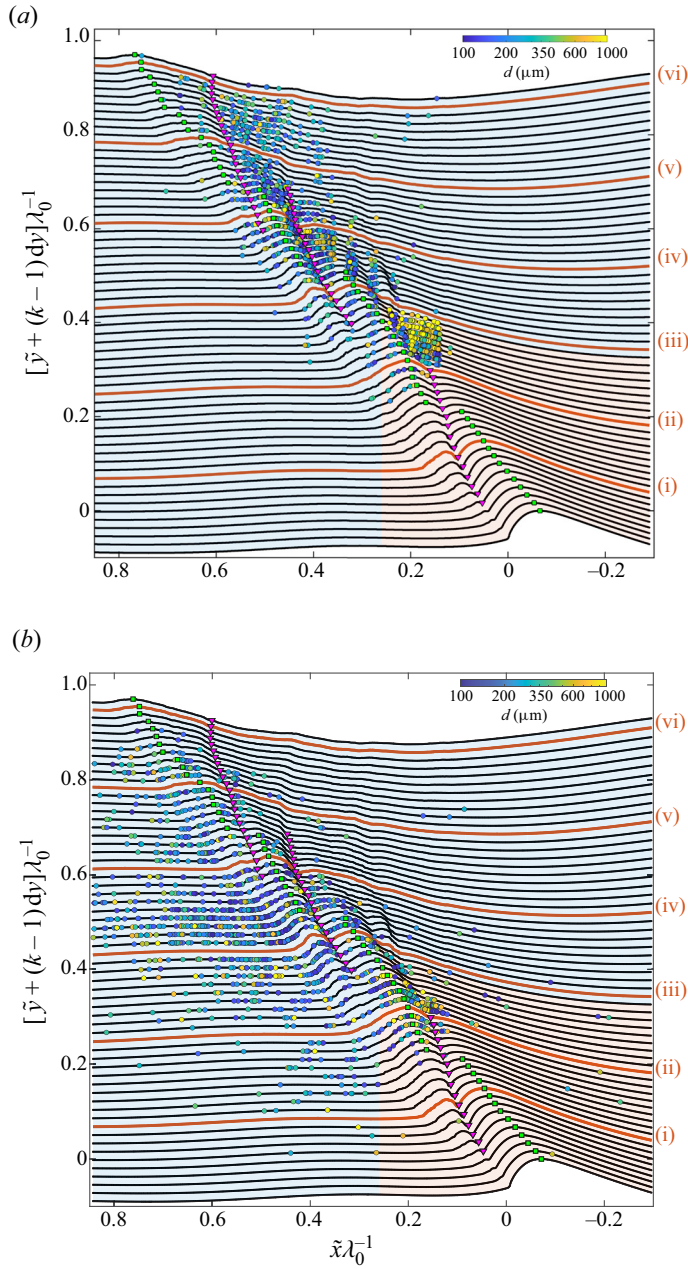 (a)
1.0
0.8
0.6
0.4
0.2
0
[ỹ + (k − 1) dy]λ₀⁻¹
100 200 350 600 1000
d (μm)
(vi)
(v)
(iv)
(iii)
(ii)
(i)
0.8 0.6 0.4 0.2 0 −0.2
(b)
1.0
0.8
0.6
0.4
0.2
0
[ỹ + (k − 1) dy]λ₀⁻¹
100 200 350 600 1000
d (μm)
(vi)
(v)
(iv)
(iii)
(ii)
(i)
0.8 0.6 0.4 0.2 0 −0.2
x̃λ₀⁻¹